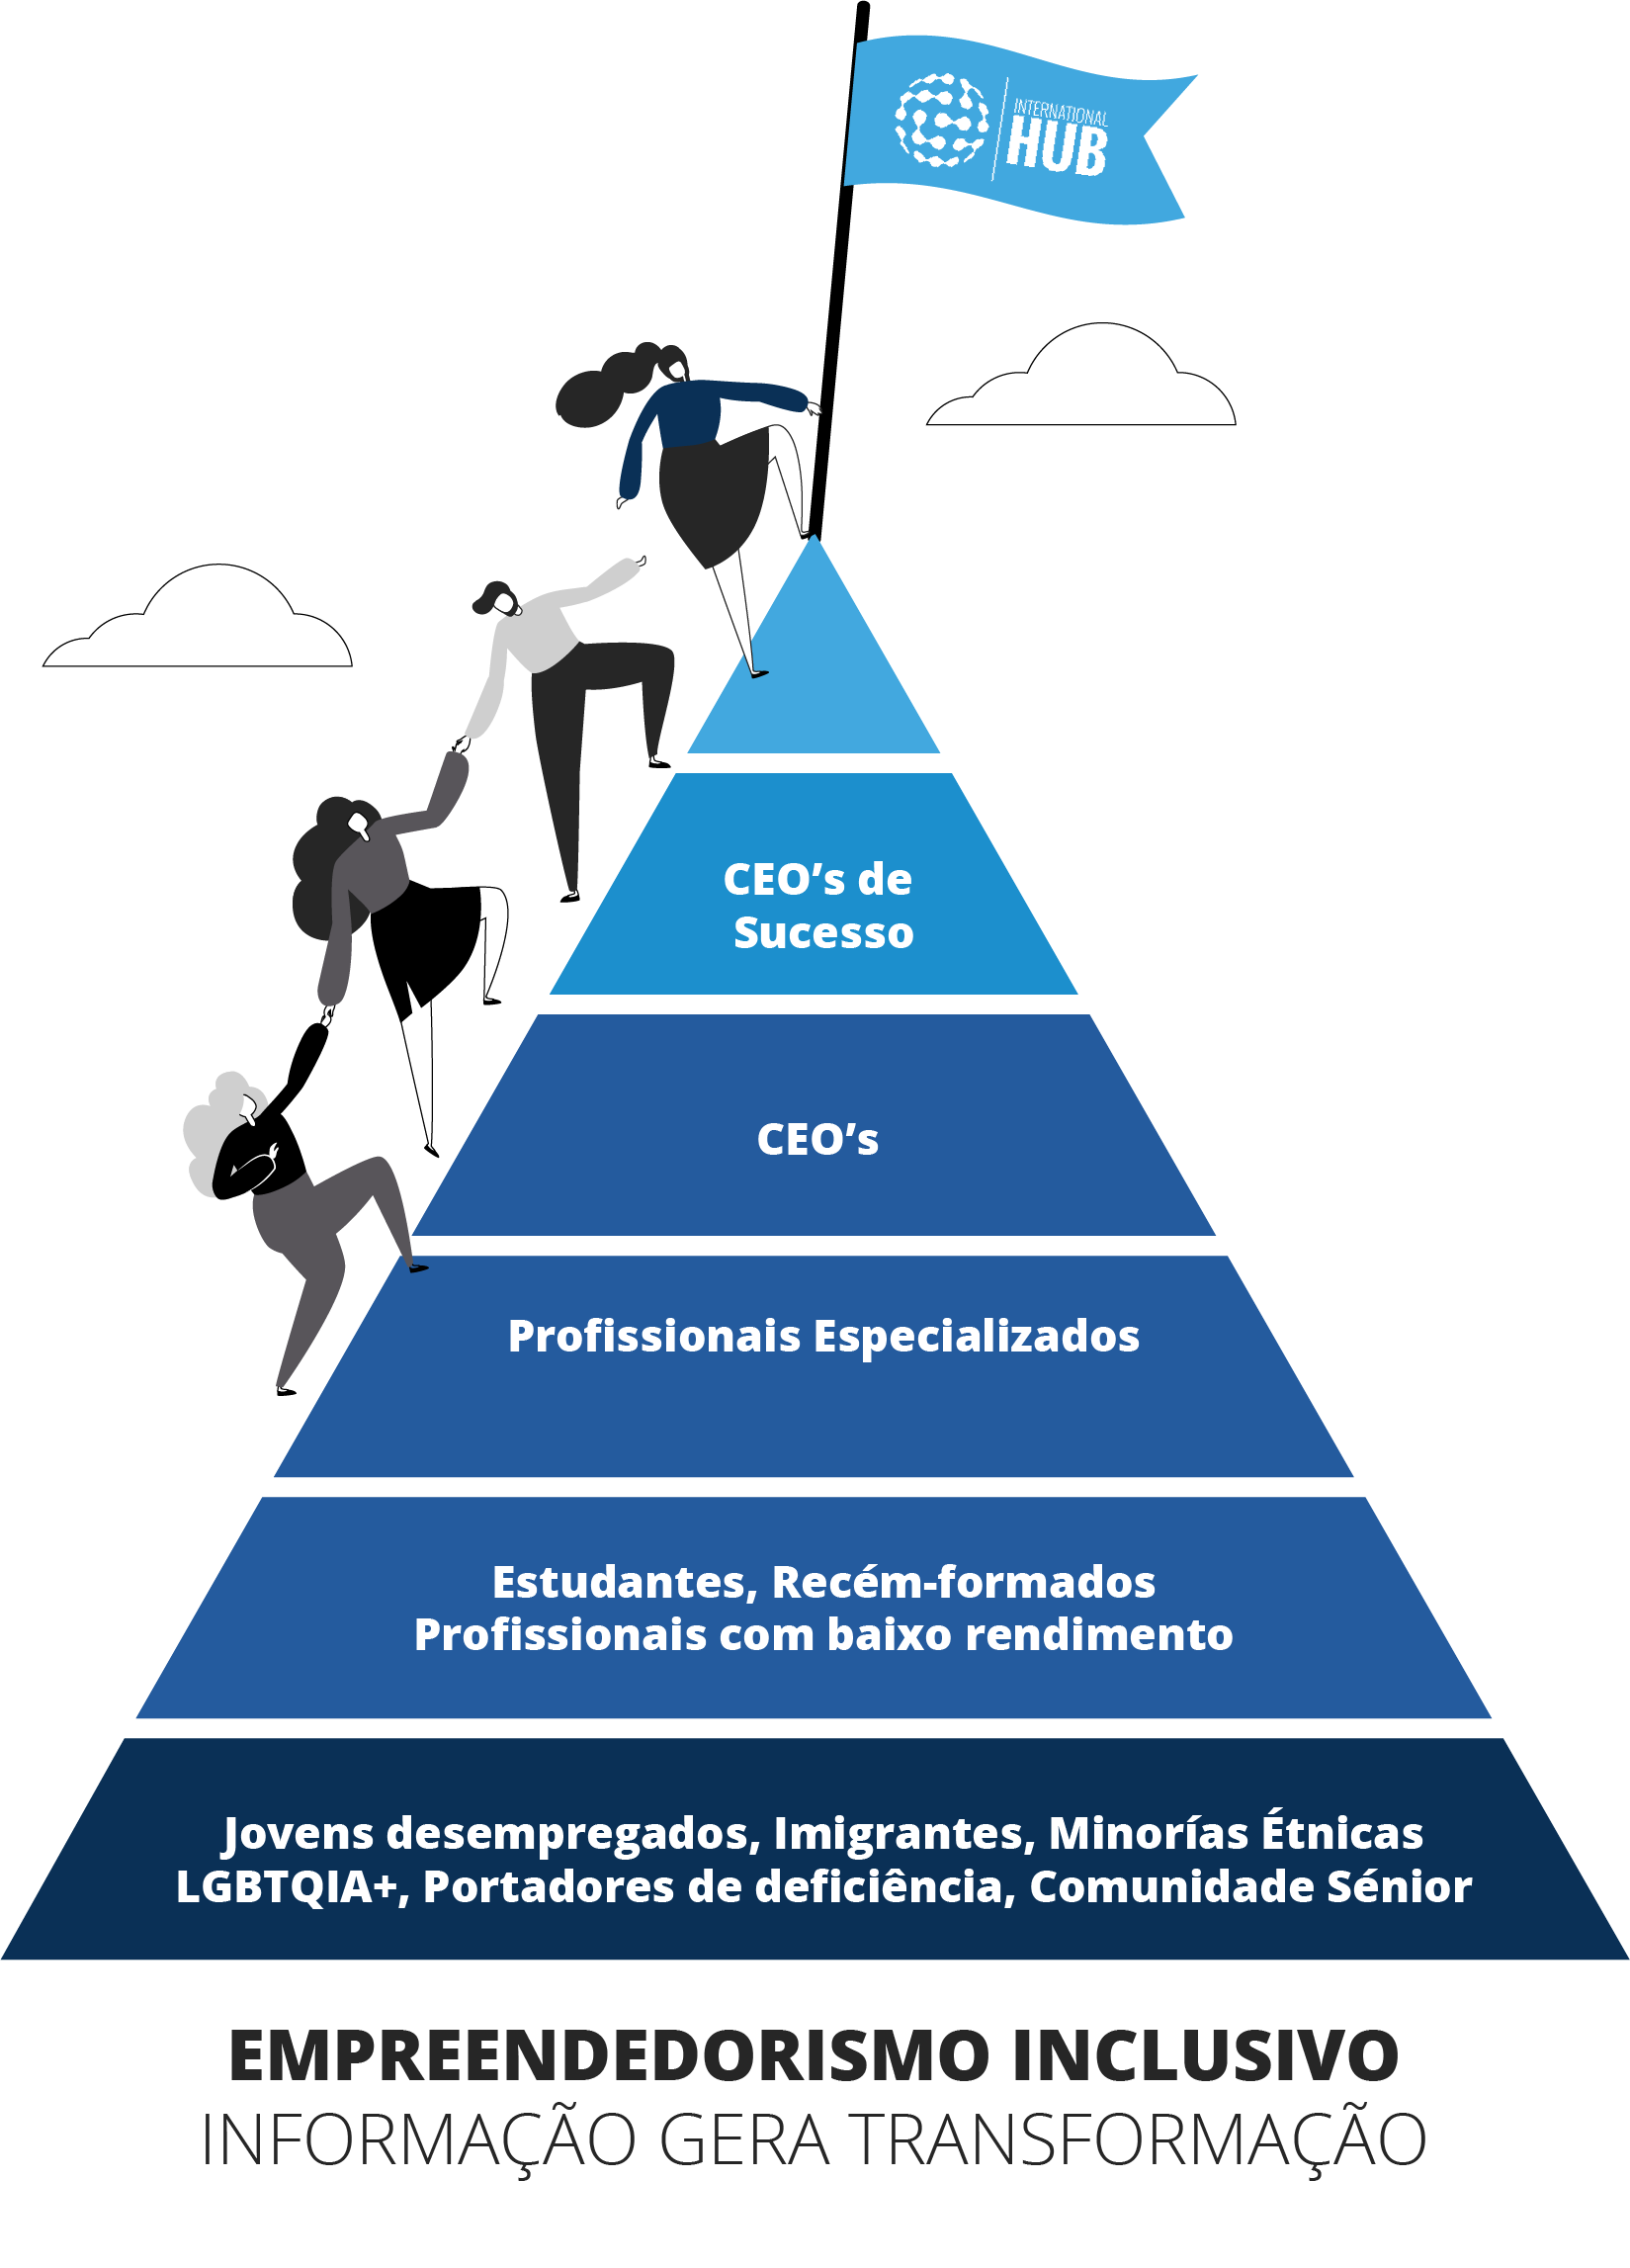 INTERNATIONAL
HUB
CEO’s de
Sucesso
CEO’s
Profissionais Especializados
Estudantes, Recém-formados
Profissionais com baixo rendimento
Jovens desempregados, Imigrantes, Minorías Étnicas
LGBTQIA+, Portadores de deficiência, Comunidade Sénior
EMPREENDEDORISMO INCLUSIVO
INFORMAÇÃO GERA TRANSFORMAÇÃO